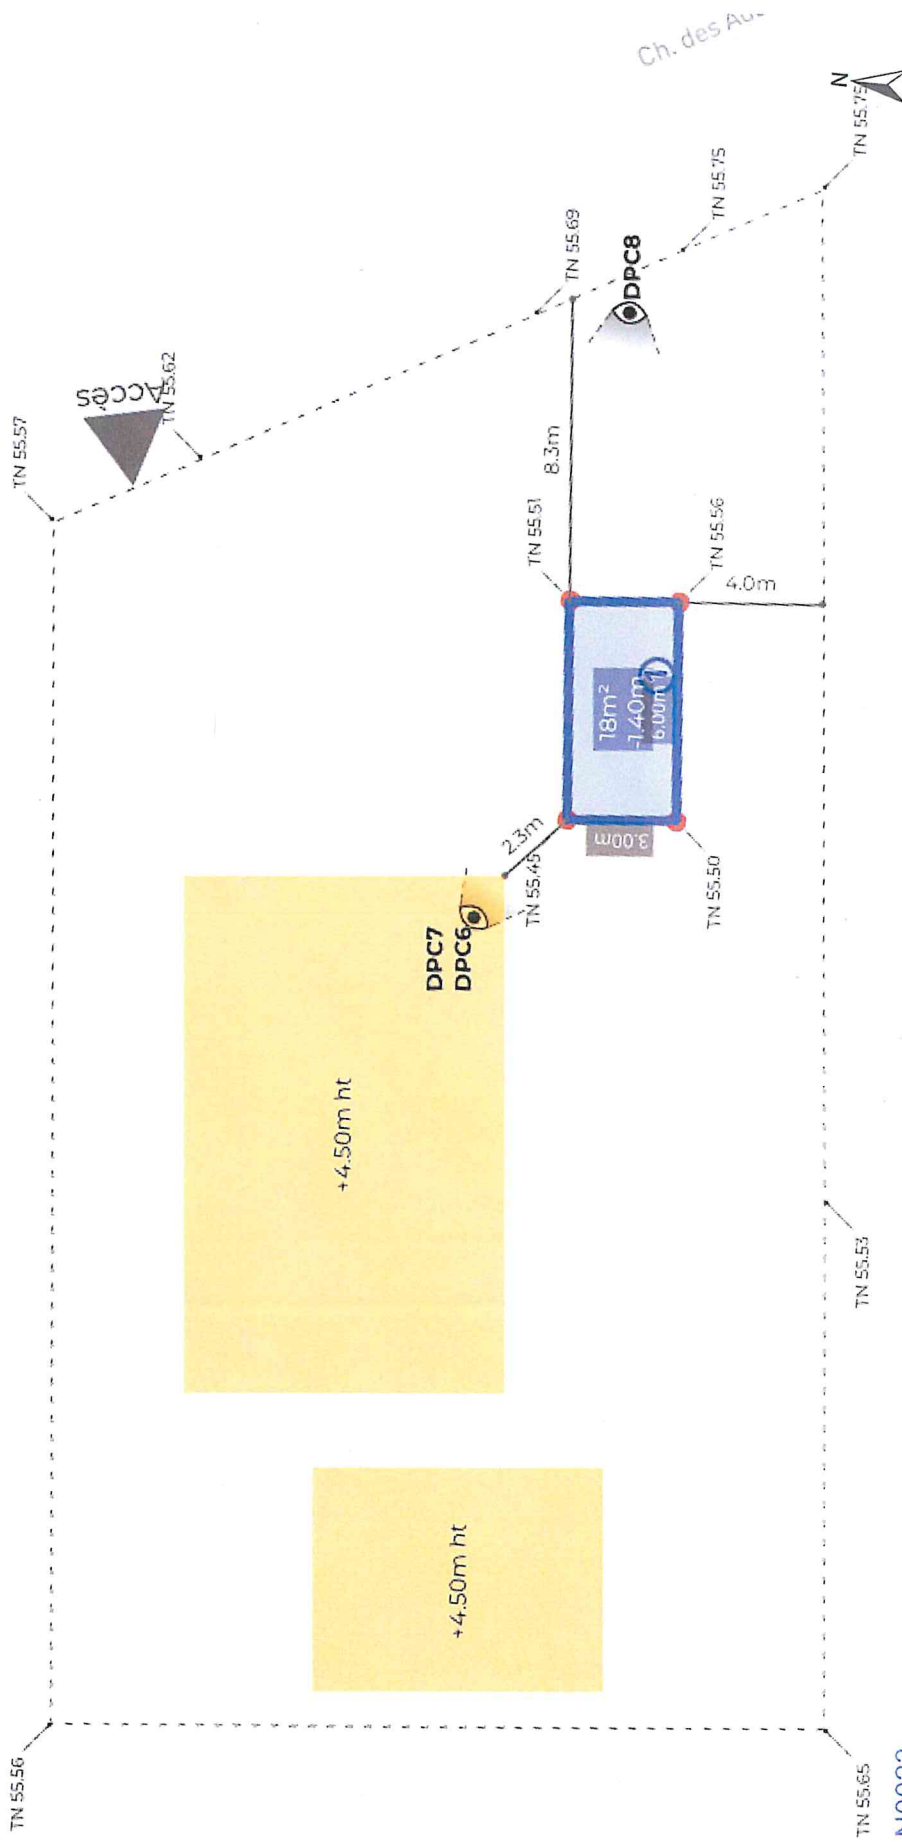 Ch. des
N
TN 55.57
Accès
TN 55.62
TN 55.69
DPC8
TN 55.75
TN 55.75
8.3m
TN 55.51
TN 55.56
4.0m
18m²
-1.40m
6.00m
3.00m
2.3m
TN 55.45
TN 55.50
DPC7
DPC6
+4.50m ht
+4.50m ht
TN 55.53
TN 55.56
TN 55.65